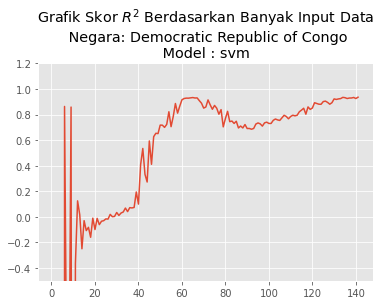 Grafik Skor R² Berdasarkan Banyak Input Data
Negara: Democratic Republic of Congo
Model : svm
1.2
1.0
0.8
0.6
0.4
0.2
0.0
−0.2
−0.4
0 20 40 60 80 100 120 140